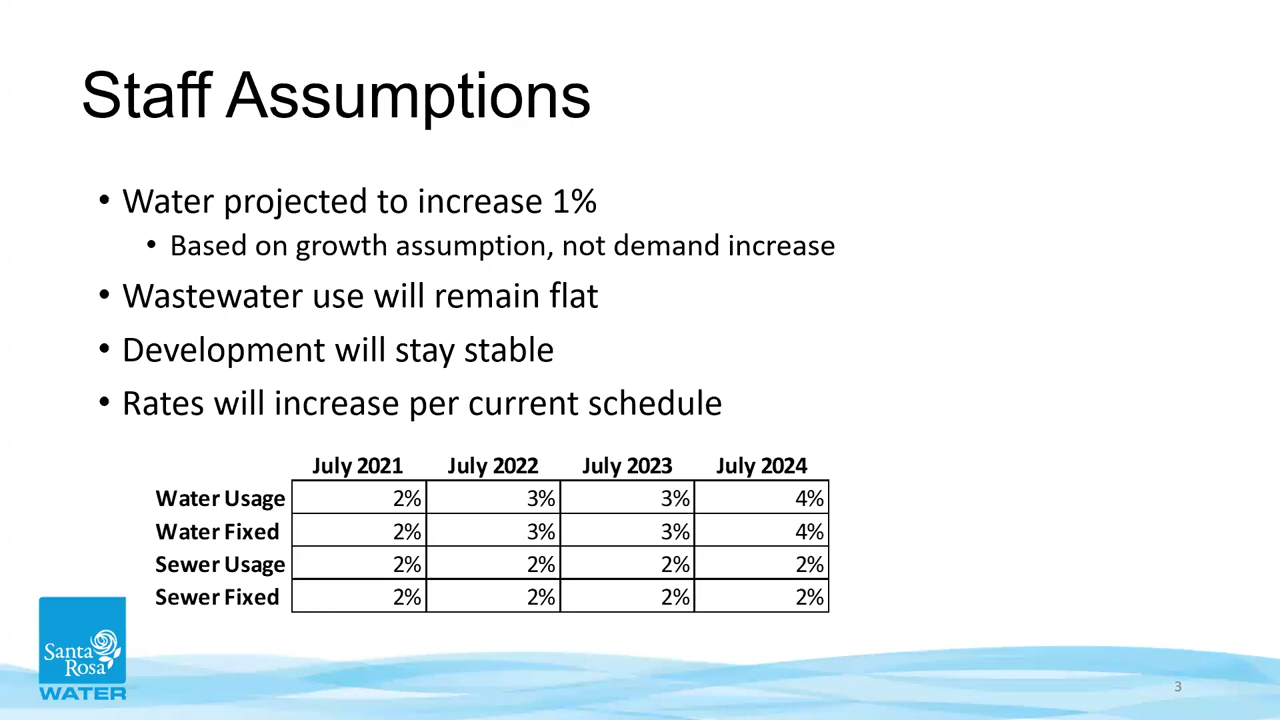 Staff Assumptions
• Water projected to increase 1%
• Based on growth assumption, not demand increase
• Wastewater use will remain flat
• Development will stay stable
• Rates will increase per current schedule
July 2021 July 2022 July 2023 July 2024
Water Usage 2% 3% 3% 4%
Water Fixed 2% 3% 3% 4%
Sewer Usage 2% 2% 2% 2%
Sewer Fixed 2% 2% 2% 2%
Santa
Rosa
WATER
3